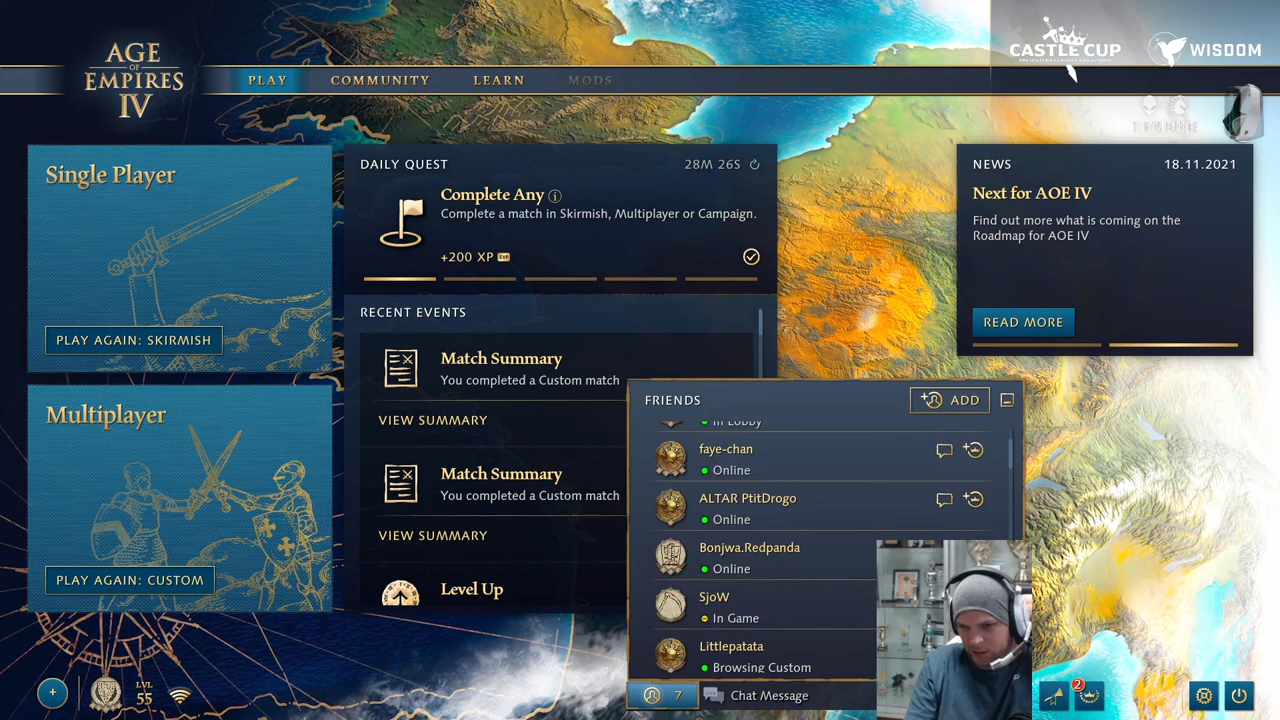 AGE
OF
EMPIRES
IV
PLAY
COMMUNITY
LEARN
MODS
CASTLE CUP
WISDOM
Single Player
PLAY AGAIN: SKIRMISH
Multiplayer
PLAY AGAIN: CUSTOM
DAILY QUEST
28M 26S
Complete Any
Complete a match in Skirmish, Multiplayer or Campaign.
+200 XP
RECENT EVENTS
Match Summary
You completed a Custom match
VIEW SUMMARY
Match Summary
You completed a Custom match
VIEW SUMMARY
Level Up
NEWS
18.11.2021
Next for AOE IV
Find out more what is coming on the
Roadmap for AOE IV
READ MORE
FRIENDS
ADD
In Lobby
faye-chan
Online
ALTAR PtitDrogo
Online
Bonjwa.Redpanda
Online
SjoW
In Game
Littlepatata
Browsing Custom
7
Chat Message
LVL
55
2